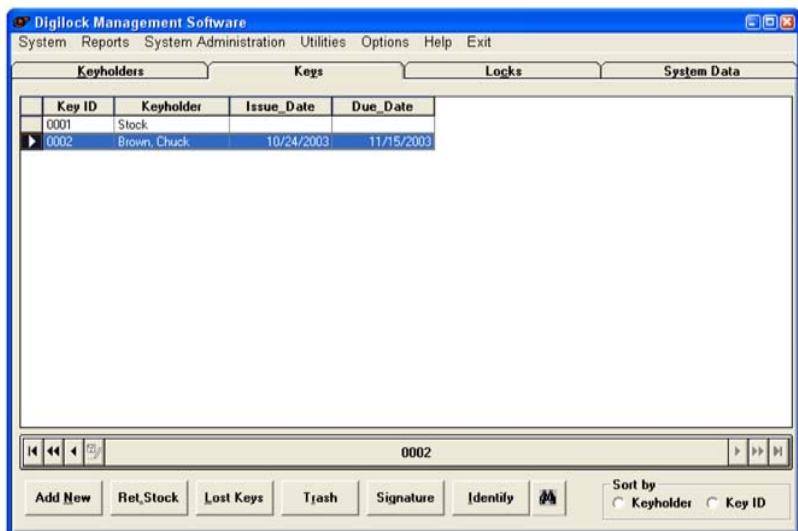 Digilock Management Software
System Reports System Administration Utilities Options Help Exit
Keyholders Keys Locks System Data
Key ID Keyholder Issue_Date Due_Date
0001 Stock
0002 Brown, Chuck 10/24/2003 11/15/2003
0002
Add New Ret_Stock Lost Keys Trash Signature Identify
Sort by
Keyholder Key ID